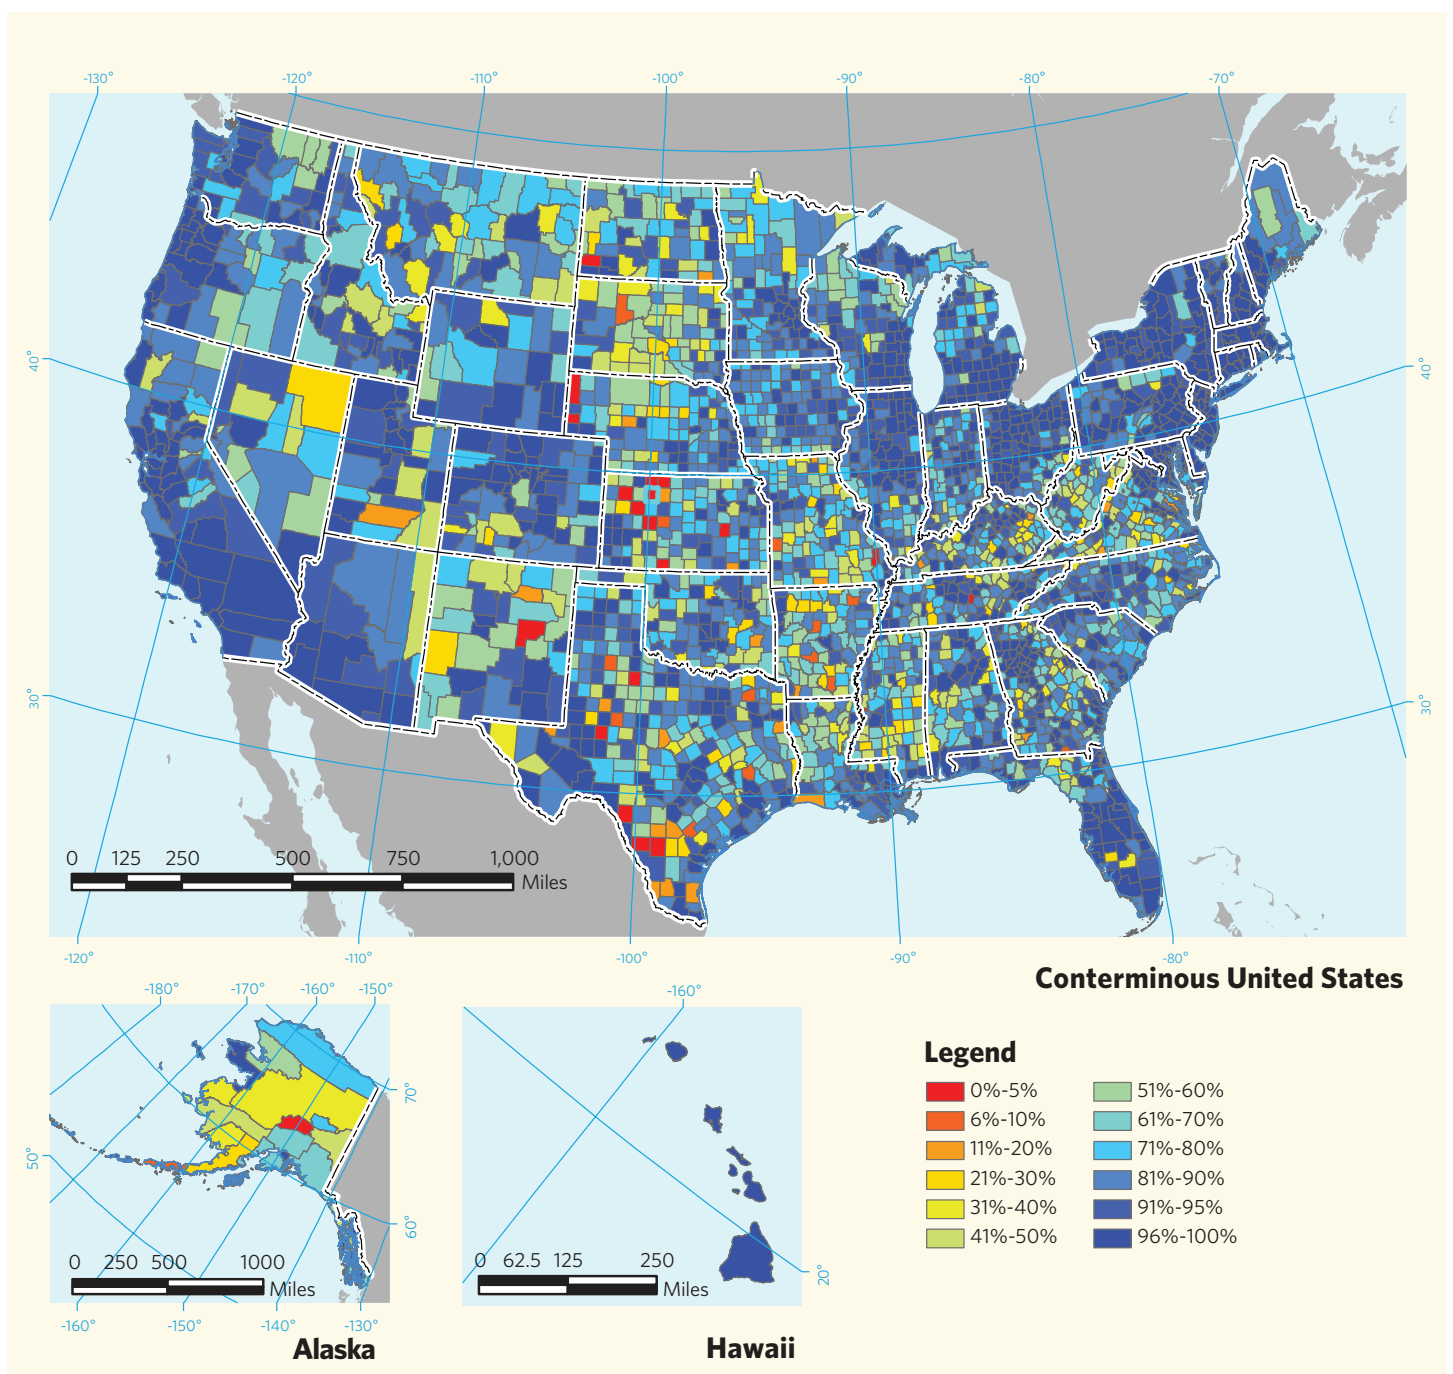 -130° -120° -110° -100° -90° -80° -70°
40° 40°
30° 30°
0 125 250 500 750 1,000
Miles
-120° -110° -100° -90° -80°
Conterminous United States
-180° -170° -160° -150°
70°
50°
60°
0 250 500 1000
Miles
-160° -150° -140° -130°
Alaska
-160°
0 62.5 125 250
Miles
20°
Hawaii
Legend
0%-5% 51%-60%
6%-10% 61%-70%
11%-20% 71%-80%
21%-30% 81%-90%
31%-40% 91%-95%
41%-50% 96%-100%